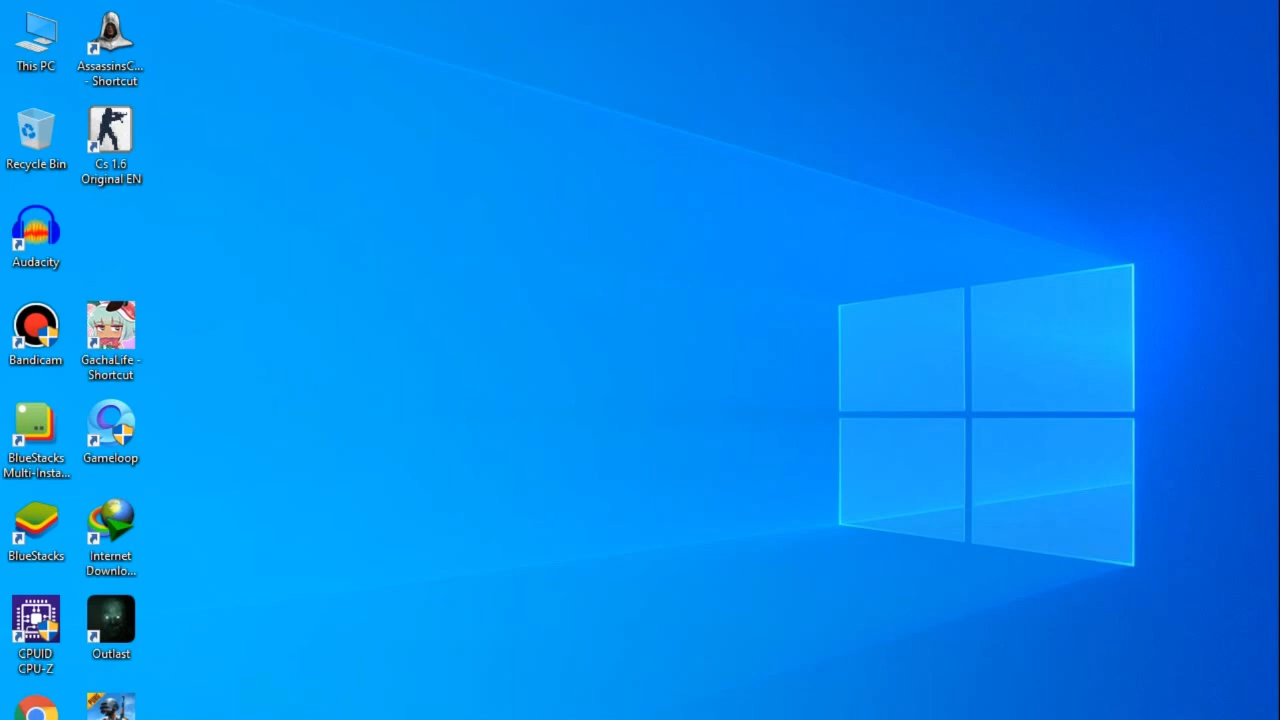 This PC
AssassinsC...
- Shortcut
Recycle Bin
Cs 1.6
Original EN
Audacity
Bandicam
GachaLife -
Shortcut
BlueStacks
Multi-Insta...
Gameloop
BlueStacks
Internet
Downlo...
CPUID
CPU-Z
Outlast